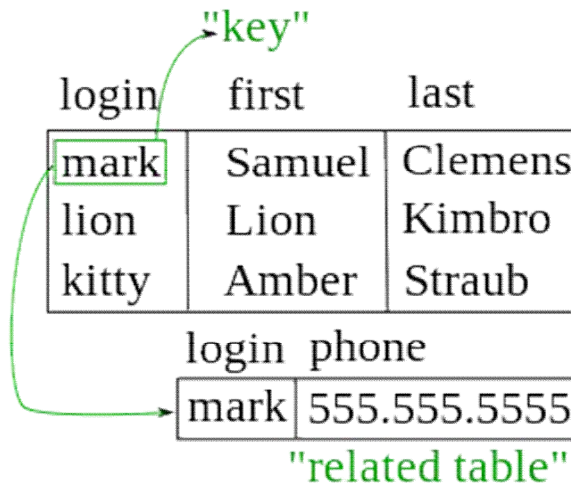 "key"
login first last
mark Samuel Clemens
lion Lion Kimbro
kitty Amber Straub
login phone
mark 555.555.5555
"related table"